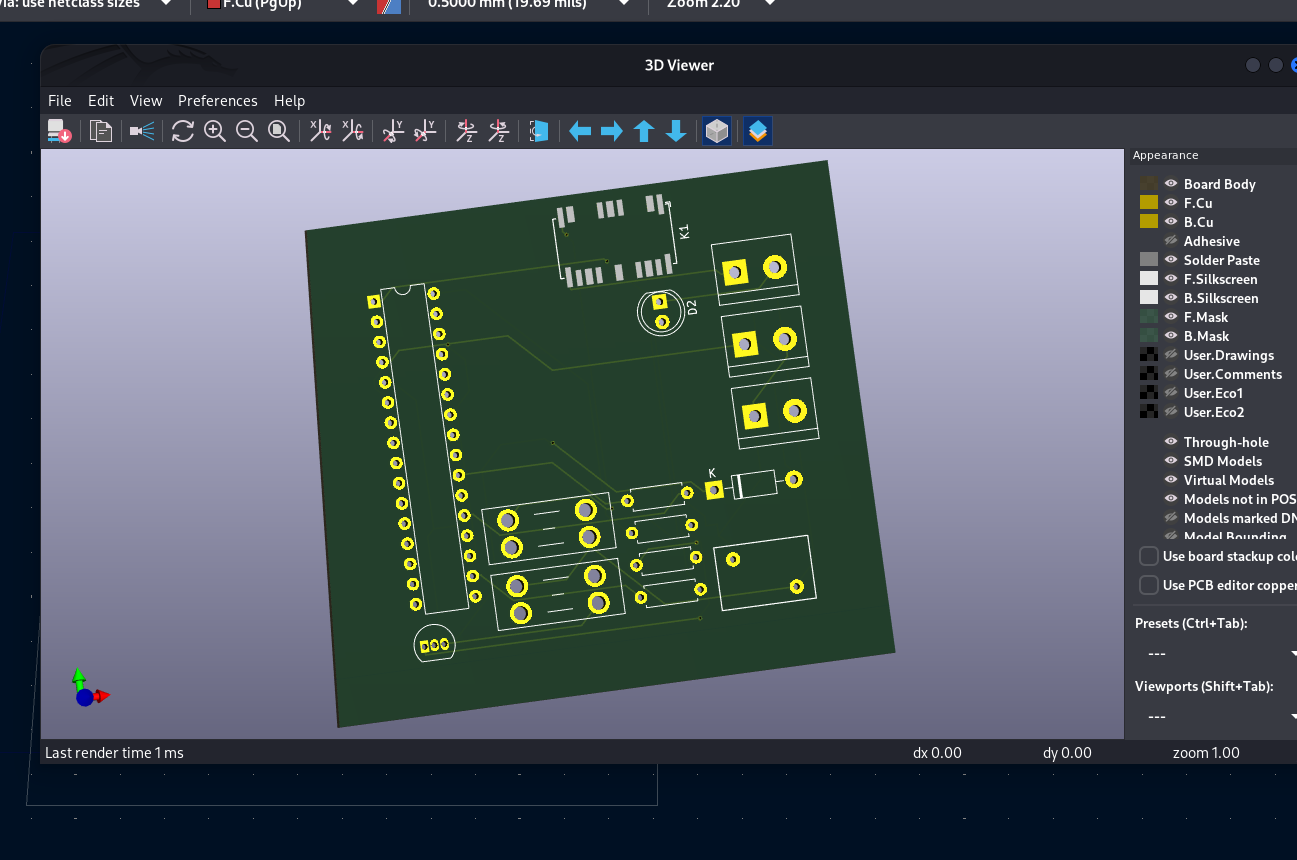 via: use netclass sizes F.Cu (PgUp) 0.5000 mm (19.69 mils) Zoom 2.20
3D Viewer
File Edit View Preferences Help
Appearance
Board Body
F.Cu
B.Cu
Adhesive
Solder Paste
F.Silkscreen
B.Silkscreen
F.Mask
B.Mask
User.Drawings
User.Comments
User.Eco1
User.Eco2
Through-hole
SMD Models
Virtual Models
Models not in POS
Models marked DN
Model Bounding
Use board stackup col
Use PCB editor copper
Presets (Ctrl+Tab):
---
Viewports (Shift+Tab):
---
K1
D2
K
X X Y Y Z Z
Last render time 1 ms dx 0.00 dy 0.00 zoom 1.00